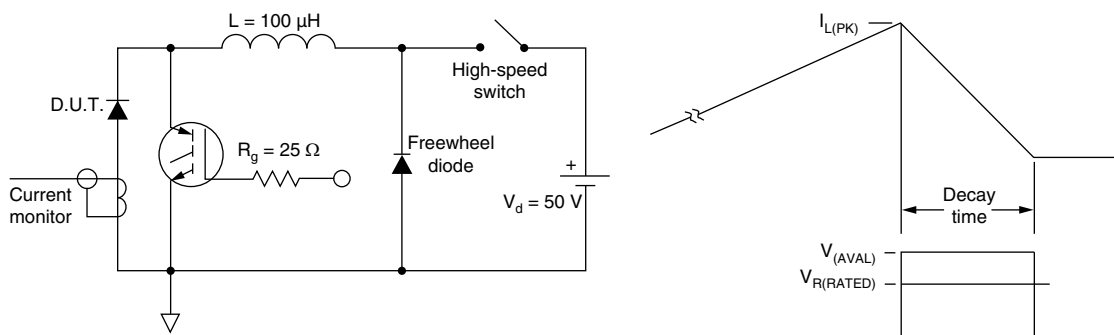 L = 100 μH
D.U.T.
High-speed
switch
R_g = 25 Ω
Freewheel
diode
+
V_d = 50 V
Current
monitor
I_L(PK)
Decay
time
V_(AVAL)
V_R(RATED)